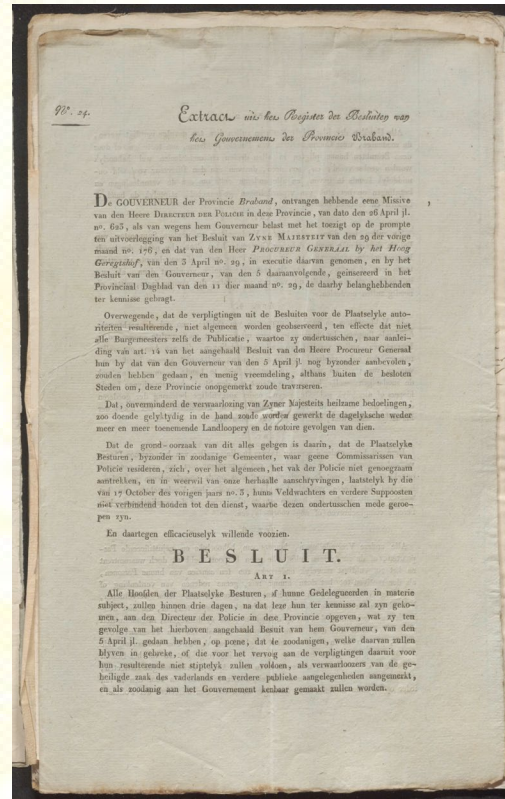 N°. 24.
Extract uit het Register der Besluiten van
het Gouvernement der Provincie Braband.
De GOUVERNEUR der Provincie Braband, ontvangen hebbende eene Missive
van den Heere DIRECTEUR DER POLICIE in deze Provincie, van dato den 26 April jl.
n°. 625, als van wegens hem Gouverneur belast met het toezigt op de prompte
ten uitvoerlegging van het Besluit van ZYNE MAJESTEIT van den 29 der vorige
maand n°. 176, en dat van den Heer PROCUREUR GENERAAL by het Hoog
Geregtshof, van den 3 April no. 29, in executie daarvan genomen, en by het
Besluit van den Gouverneur, van den 5 daaraanvolgende, geinsereerd in het
Provinciaal Dagblad van den 11 dier maand n°. 29, de daarby belanghebbenden
ter kennisse gebragt.
Overwegende, dat de verpligtingen uit de Besluiten voor de Plaatselyke auto-
riteiten resulterende, niet algemeen worden geobserveerd, ten effecte dat niet
alle Burgemeesters zelfs de Publicatie, waartoe zy ondertusschen, naar aanlei-
ding van art. 14 van het aangehaald Besluit van den Heere Procureur Generaal
hun by dat van den Gouverneur van den 5 April jl. nog byzonder aanbevolen,
zouden hebben gedaan, en menig vreemdeling, althans buiten de besloten
Steden om, deze Provincie onopgemerkt zoude traverseren.
Dat, onverminderd de verwaarlozing van Zyner Majesteits heilzame bedoelingen,
zoo doende gelyktydig in de hand zoude worden gewerkt de dagelyksche weder
meer en meer toenemende Landloopery en de notoire gevolgen van dien.
Dat de grond-oorzaak van dit alles gelegen is daarin, dat de Plaatselyke
Besturen, byzonder in zoodanige Gemeenten, waar geene Commissarissen van
Policie resideren, zich, over het algemeen, het vak der Policie niet genoegzaam
aantrekken, en in weerwil van onze herhaalde aanschryvingen, laatstelyk by die
van 17 October des vorigen jaars no. 3, hunne Veldwachters en verdere Suppoosten
niet verbindend houden tot den dienst, waartoe dezen ondertusschen mede geroe-
pen zyn.
En daartegen efficacieuselyk willende voorzien.
BESLUIT.
ART 1.
Alle Hoofden der Plaatselyke Besturen, of hunne Gedelegueerden in materie
subject, zullen binnen drie dagen, na dat deze hun ter kennisse zal zyn geko-
men, aan den Directeur der Policie in deze Provincie opgeven, wat zy ten
gevolge van het hierboven aangehaald Besuit van hem Gouverneur, van den
5 April jl. gedaan hebben, op pœne, dat de zoodanigen, welke daarvan zullen
blyven in gebreke, of die voor het vervolg aan de verpligtingen daaruit voor
hun resulterende niet stiptelyk zullen voldoen, als verwaarloozers van de ge-
heiligde zaak des vaderlands en verdere publieke aangelegenheden aangemerkt,
en als zoodanig aan het Gouvernement kenbaar gemaakt zullen worden.